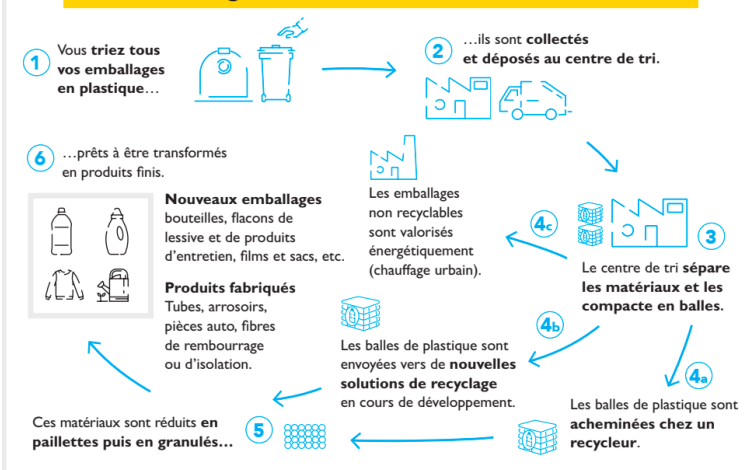 1
Vous triez tous
vos emballages
en plastique…
2
…ils sont collectés
et déposés au centre de tri.
3
Le centre de tri sépare
les matériaux et les
compacte en balles.
4a
Les balles de plastique sont
acheminées chez un
recycleur.
4b
Les balles de plastique sont
envoyées vers de nouvelles
solutions de recyclage
en cours de développement.
4c
Les emballages
non recyclables
sont valorisés
énergétiquement
(chauffage urbain).
5
Ces matériaux sont réduits en
paillettes puis en granulés…
6
…prêts à être transformés
en produits finis.
Nouveaux emballages
bouteilles, flacons de
lessive et de produits
d’entretien, films et sacs, etc.
Produits fabriqués
Tubes, arrosoirs,
pièces auto, fibres
de rembourrage
ou d’isolation.